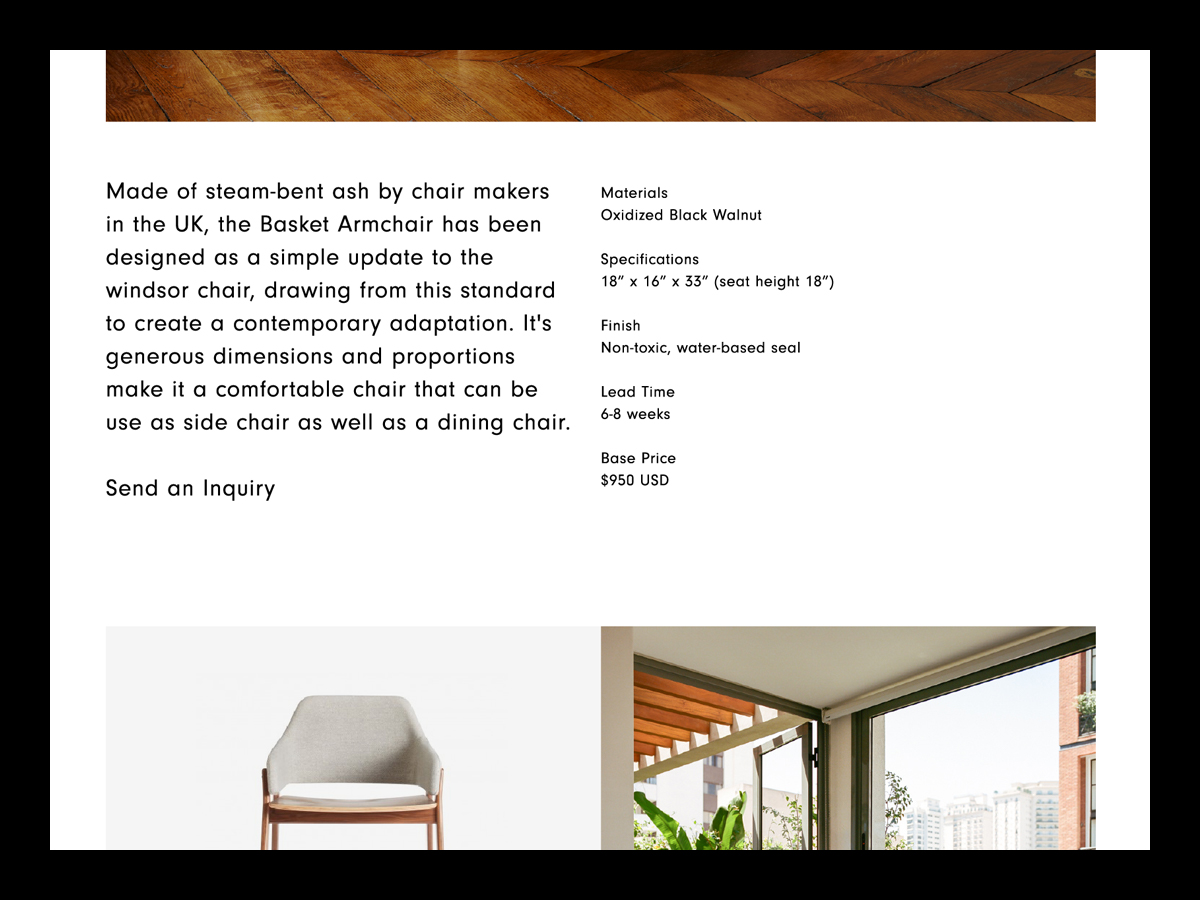 Made of steam-bent ash by chair makers
in the UK, the Basket Armchair has been
designed as a simple update to the
windsor chair, drawing from this standard
to create a contemporary adaptation. It's
generous dimensions and proportions
make it a comfortable chair that can be
use as side chair as well as a dining chair.
Send an Inquiry
Materials
Oxidized Black Walnut
Specifications
18” x 16” x 33” (seat height 18”)
Finish
Non-toxic, water-based seal
Lead Time
6-8 weeks
Base Price
$950 USD